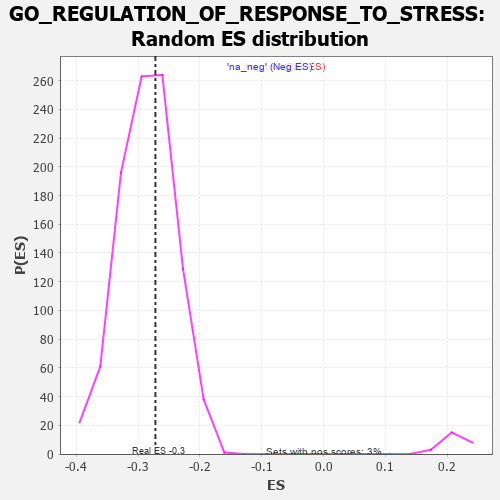 GO_REGULATION_OF_RESPONSE_TO_STRESS:
Random ES distribution
'na_neg' (Neg ES) ES)
260
240
220
200
180
160
140
120
100
80
60
40
20
0
P(ES)
Real ES -0.3
Sets with pos scores: 3%
-0.4 -0.3 -0.2 -0.1 0.0 0.1 0.2
ES